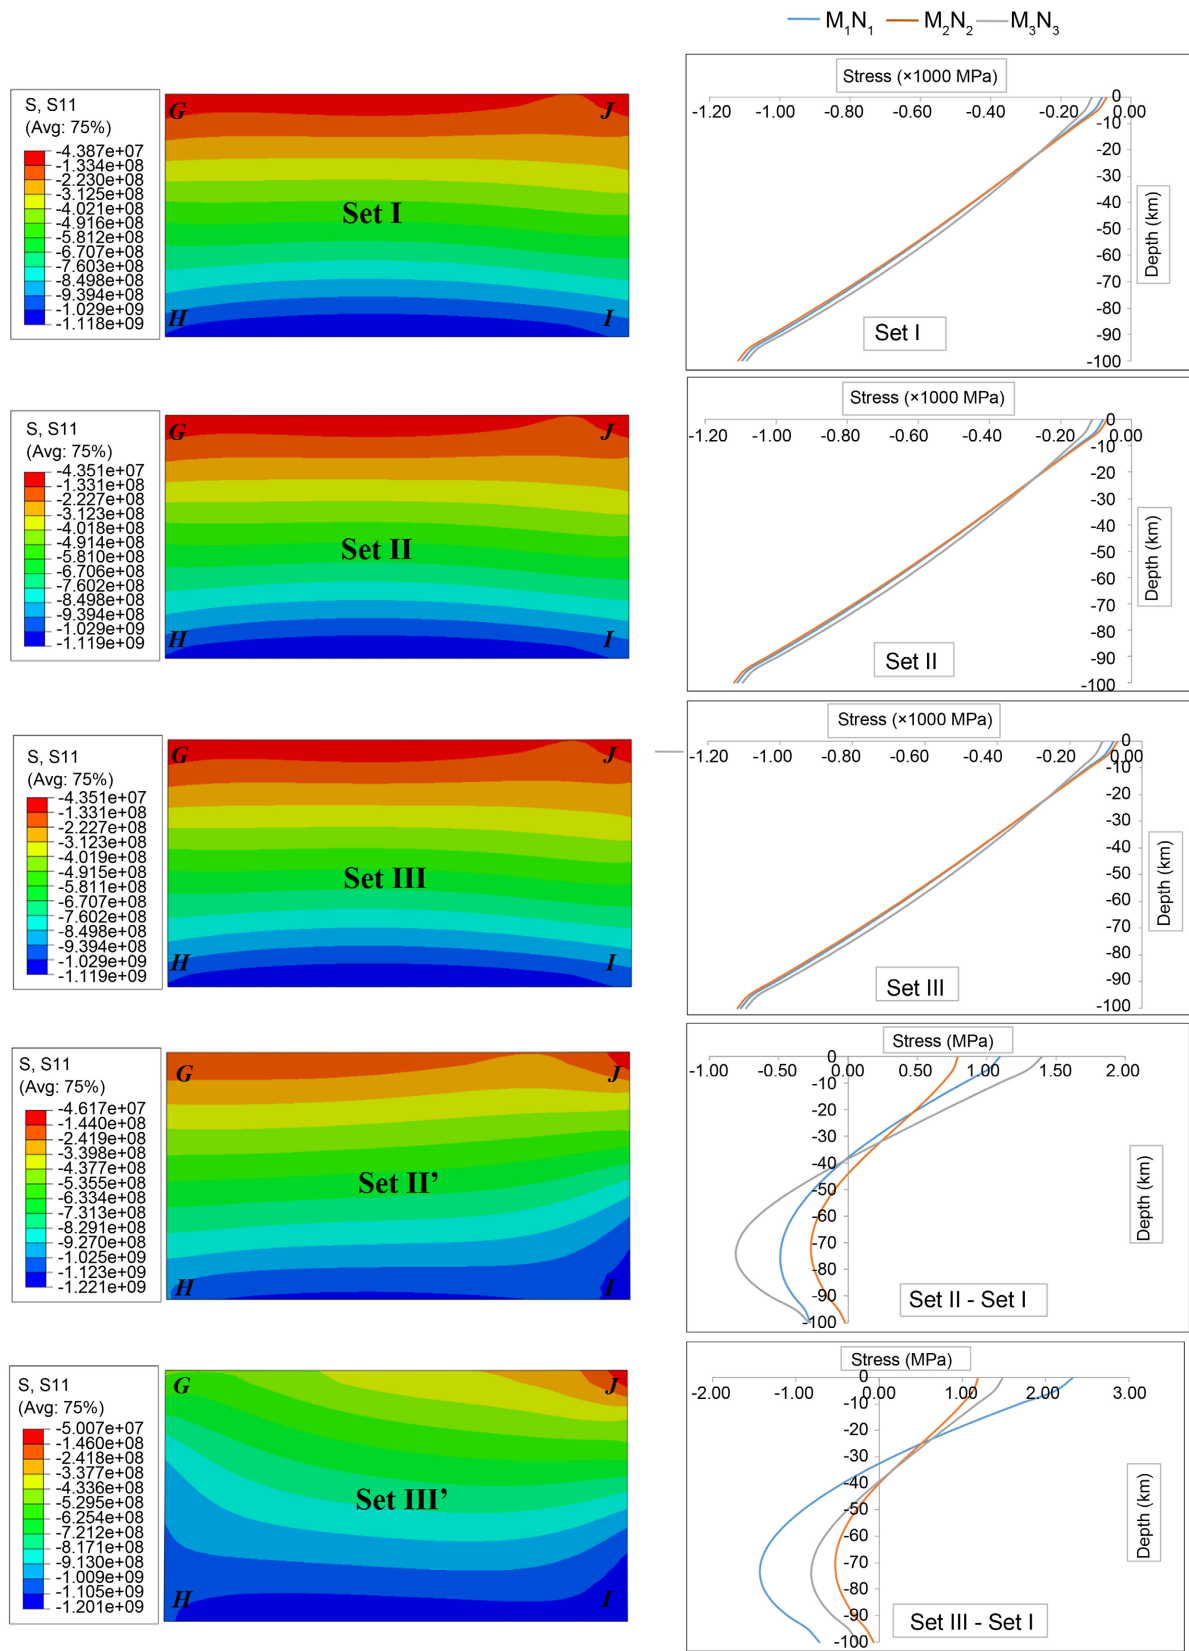 M1N1 M2N2 M3N3
S, S11
(Avg: 75%)
-4.387e+07
-1.334e+08
-2.230e+08
-3.125e+08
-4.021e+08
-4.916e+08
-5.812e+08
-6.707e+08
-7.603e+08
-8.498e+08
-9.394e+08
-1.029e+09
-1.118e+09
G J
Set I
H I
Stress (×1000 MPa)
-1.20 -1.00 -0.80 -0.60 -0.40 -0.20 0.00
0
-10
-20
-30
-40
-50
-60
-70
-80
-90
-100
Depth (km)
Set I
S, S11
(Avg: 75%)
-4.351e+07
-1.331e+08
-2.227e+08
-3.123e+08
-4.018e+08
-4.914e+08
-5.810e+08
-6.706e+08
-7.602e+08
-8.498e+08
-9.394e+08
-1.029e+09
-1.119e+09
G J
Set II
H I
Stress (×1000 MPa)
-1.20 -1.00 -0.80 -0.60 -0.40 -0.20 0.00
0
-10
-20
-30
-40
-50
-60
-70
-80
-90
-100
Depth (km)
Set II
S, S11
(Avg: 75%)
-4.351e+07
-1.331e+08
-2.227e+08
-3.123e+08
-4.019e+08
-4.915e+08
-5.811e+08
-6.707e+08
-7.602e+08
-8.498e+08
-9.394e+08
-1.029e+09
-1.119e+09
G J
Set III
H I
Stress (×1000 MPa)
-1.20 -1.00 -0.80 -0.60 -0.40 -0.20 0.00
0
-10
-20
-30
-40
-50
-60
-70
-80
-90
-100
Depth (km)
Set III
S, S11
(Avg: 75%)
-4.617e+07
-1.440e+08
-2.419e+08
-3.398e+08
-4.377e+08
-5.355e+08
-6.334e+08
-7.313e+08
-8.291e+08
-9.270e+08
-1.025e+09
-1.123e+09
-1.221e+09
G J
Set II’
H I
Stress (MPa)
-1.00 -0.50 0.00 0.50 1.00 1.50 2.00
0
-10
-20
-30
-40
-50
-60
-70
-80
-90
-100
Depth (km)
Set II - Set I
S, S11
(Avg: 75%)
-5.007e+07
-1.460e+08
-2.418e+08
-3.377e+08
-4.336e+08
-5.295e+08
-6.254e+08
-7.212e+08
-8.171e+08
-9.130e+08
-1.009e+09
-1.105e+09
-1.201e+09
G J
Set III’
H I
Stress (MPa)
-2.00 -1.00 0.00 1.00 2.00 3.00
0
-10
-20
-30
-40
-50
-60
-70
-80
-90
-100
Depth (km)
Set III - Set I